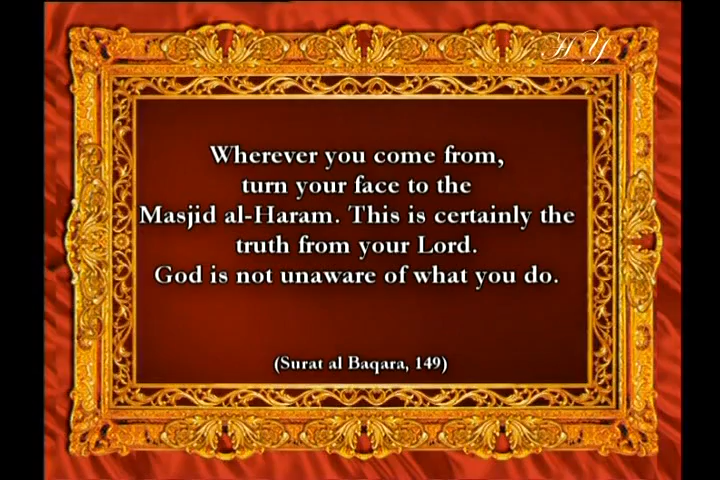 H Y
Wherever you come from,
turn your face to the
Masjid al-Haram. This is certainly the
truth from your Lord.
God is not unaware of what you do.
(Surat al Baqara, 149)